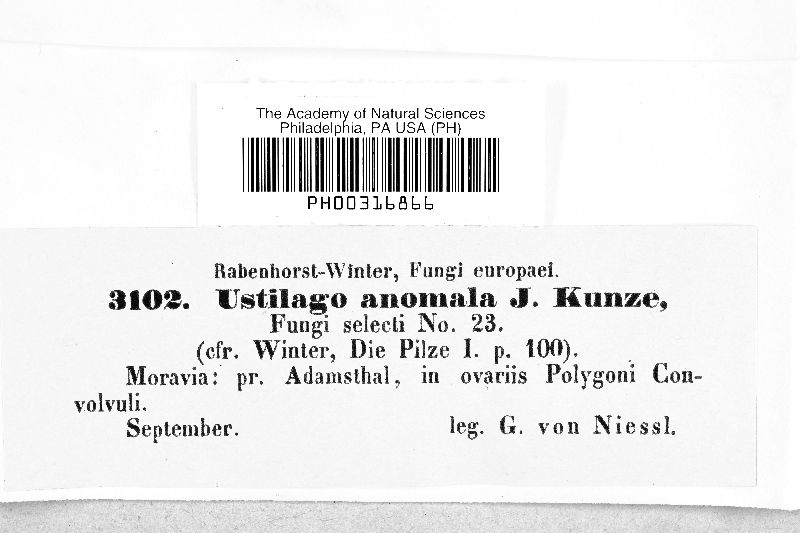 The Academy of Natural Sciences
Philadelphia, PA USA (PH)
PH00316866
Rabenhorst-Winter, Fungi europaei.
3102. Ustilago anomala J. Kunze,
Fungi selecti No. 23.
(cfr. Winter, Die Pilze I. p. 100).
Moravia: pr. Adamsthal, in ovariis Polygoni Con-
volvuli.
September. leg. G. von Niessl.